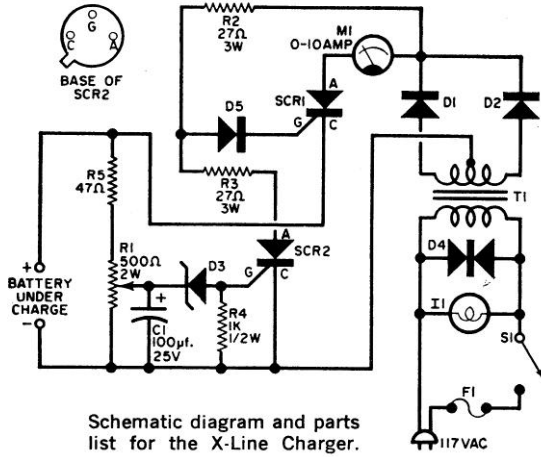 G
C
A
BASE OF
SCR2
R2
27Ω
3W
M1
0-10AMP
A
SCR1
G
C
D5
D1
D2
R5
47Ω
R3
27Ω
3W
T1
A
SCR2
G
C
R1
500Ω
2W
D3
D4
+
BATTERY
UNDER
CHARGE
-
+
C1
100µf.
25V
R4
1K
1/2W
I1
S1
F1
117VAC
Schematic diagram and parts
list for the X-Line Charger.